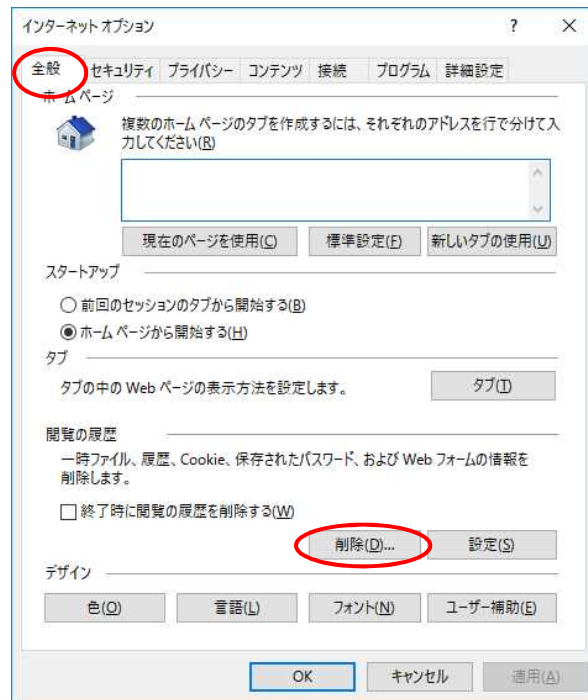 インターネット オプション ? ×
全般 セキュリティ プライバシー コンテンツ 接続 プログラム 詳細設定
ホーム ページ
複数のホーム ページのタブを作成するには、それぞれのアドレスを行で分けて入
力してください(R)
現在のページを使用(C) 標準設定(F) 新しいタブの使用(U)
スタートアップ
前回のセッションのタブから開始する(B)
ホーム ページから開始する(H)
タブ
タブの中の Web ページの表示方法を設定します。 タブ(T)
閲覧の履歴
一時ファイル、履歴、Cookie、保存されたパスワード、および Web フォームの情報を
削除します。
終了時に閲覧の履歴を削除する(W)
削除(D)... 設定(S)
デザイン
色(O) 言語(L) フォント(N) ユーザー補助(E)
OK キャンセル 適用(A)